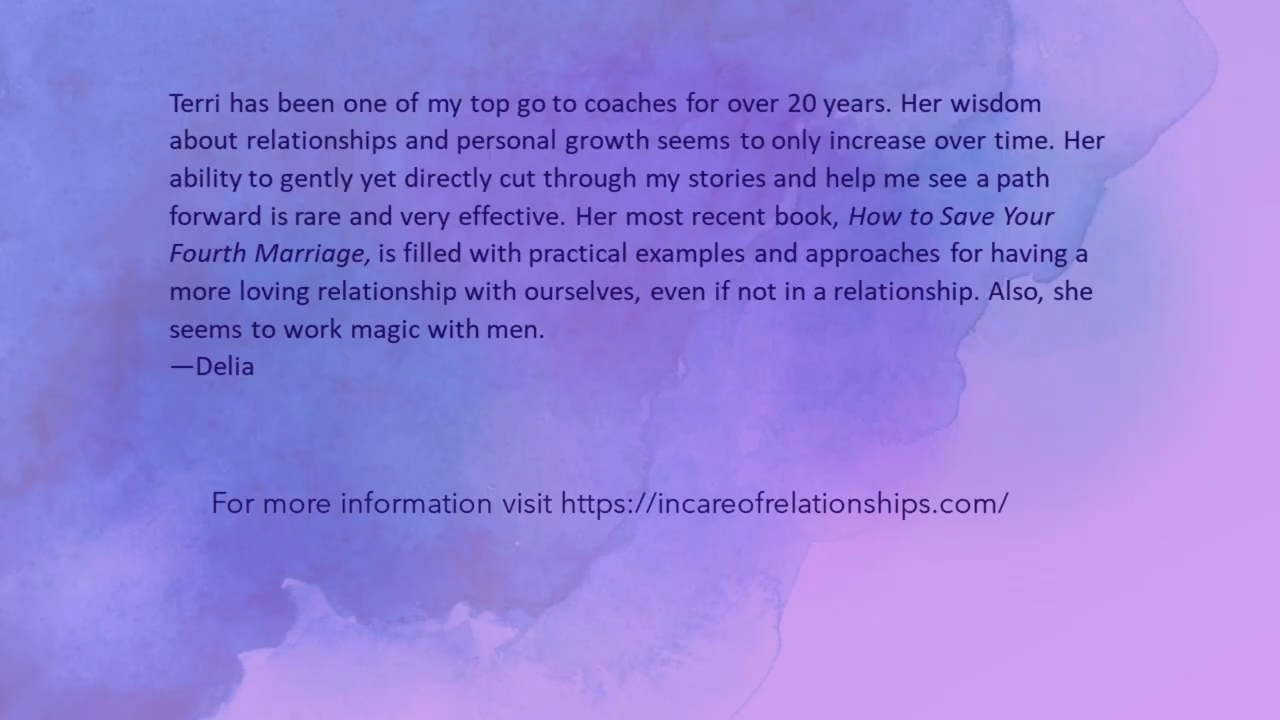 Terri has been one of my top go to coaches for over 20 years. Her wisdom
about relationships and personal growth seems to only increase over time. Her
ability to gently yet directly cut through my stories and help me see a path
forward is rare and very effective. Her most recent book, How to Save Your
Fourth Marriage, is filled with practical examples and approaches for having a
more loving relationship with ourselves, even if not in a relationship. Also, she
seems to work magic with men.
—Delia
For more information visit https://incareofrelationships.com/